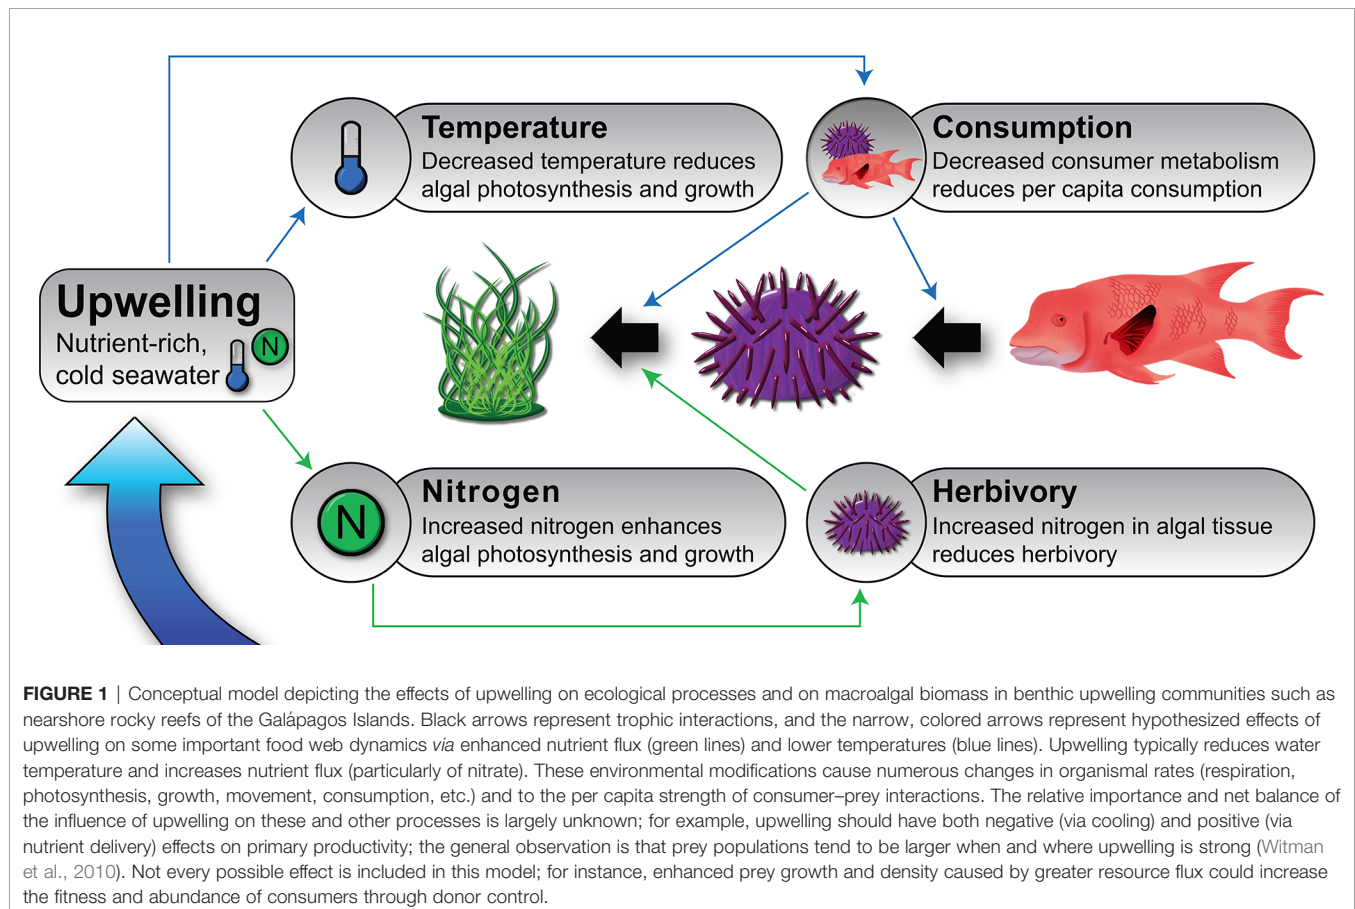 Temperature
Decreased temperature reduces
algal photosynthesis and growth
Consumption
Decreased consumer metabolism
reduces per capita consumption
Upwelling
Nutrient-rich,
cold seawater
N
Nitrogen
Increased nitrogen enhances
algal photosynthesis and growth
N
Herbivory
Increased nitrogen in algal tissue
reduces herbivory
FIGURE 1 | Conceptual model depicting the effects of upwelling on ecological processes and on macroalgal biomass in benthic upwelling communities such as
nearshore rocky reefs of the Galápagos Islands. Black arrows represent trophic interactions, and the narrow, colored arrows represent hypothesized effects of
upwelling on some important food web dynamics via enhanced nutrient flux (green lines) and lower temperatures (blue lines). Upwelling typically reduces water
temperature and increases nutrient flux (particularly of nitrate). These environmental modifications cause numerous changes in organismal rates (respiration,
photosynthesis, growth, movement, consumption, etc.) and to the per capita strength of consumer–prey interactions. The relative importance and net balance of
the influence of upwelling on these and other processes is largely unknown; for example, upwelling should have both negative (via cooling) and positive (via
nutrient delivery) effects on primary productivity; the general observation is that prey populations tend to be larger when and where upwelling is strong (Witman
et al., 2010). Not every possible effect is included in this model; for instance, enhanced prey growth and density caused by greater resource flux could increase
the fitness and abundance of consumers through donor control.